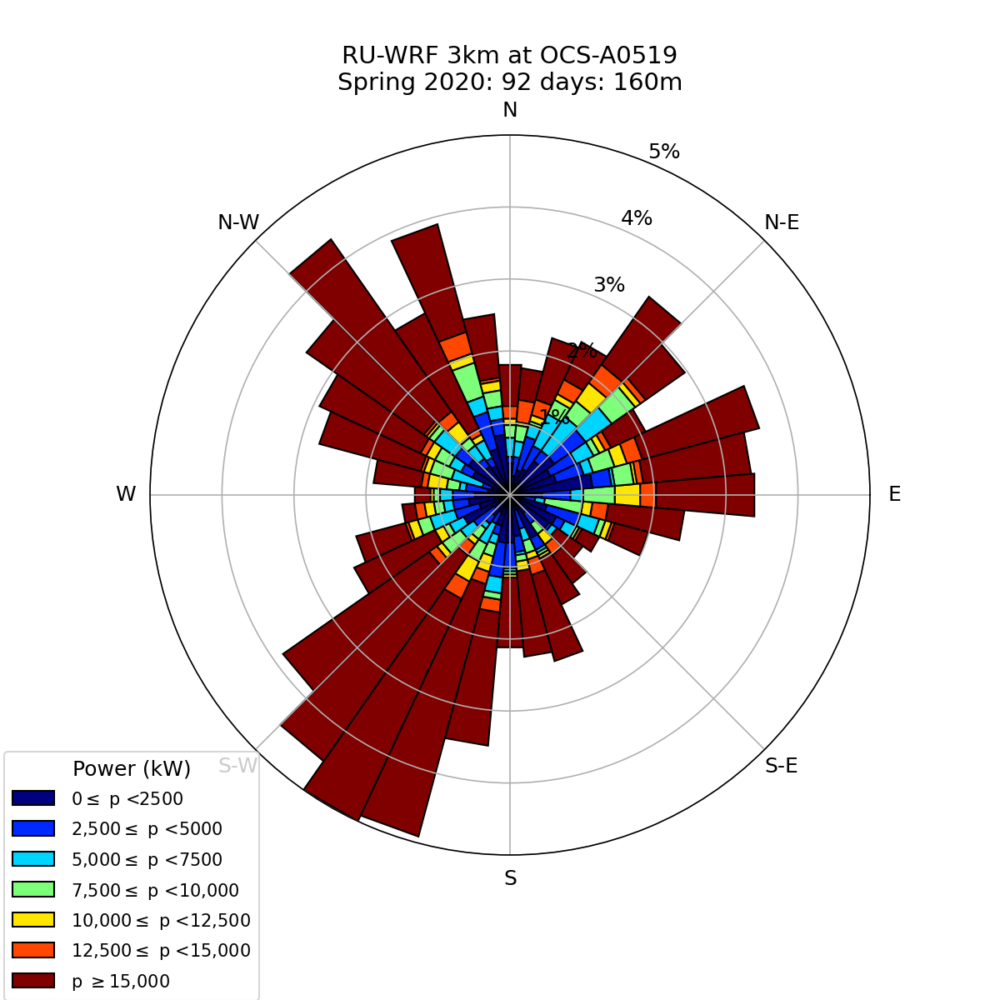 RU-WRF 3km at OCS-A0519
Spring 2020: 92 days: 160m
N
5%
N-W
4%
N-E
3%
2%
1%
W
E
S-W
S-E
S
Power (kW)
0≤ p <2500
2,500≤ p <5000
5,000≤ p <7500
7,500≤ p <10,000
10,000≤ p <12,500
12,500≤ p <15,000
p ≥15,000